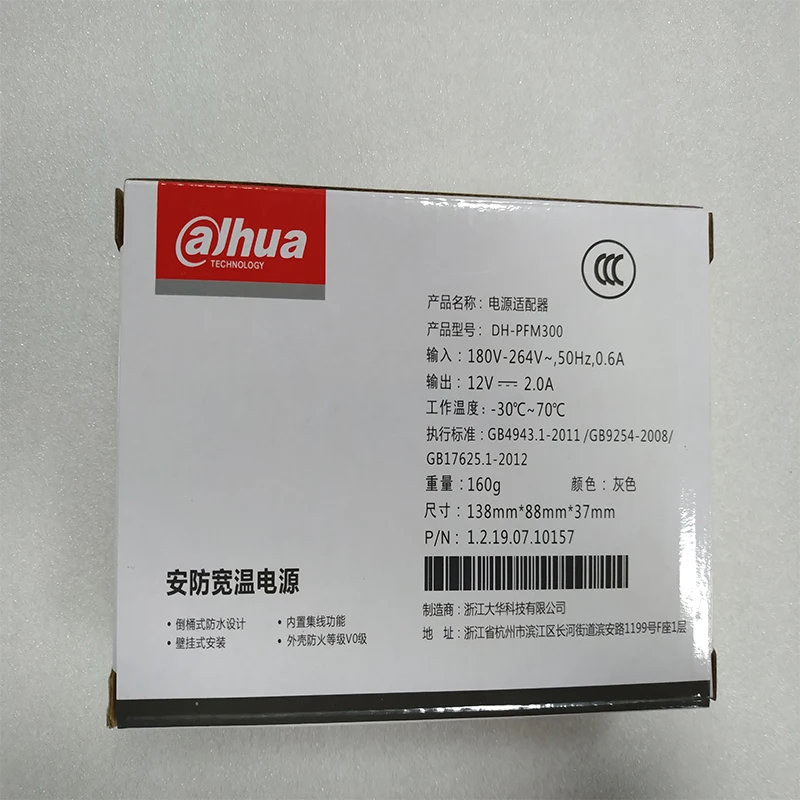 alhua
TECHNOLOGY
CCC
产品名称：电源适配器
产品型号： DH-PFM300
输入：180V-264V~,50Hz,0.6A
输出：12V⎓2.0A
工作温度：-30℃~70℃
执行标准：GB4943.1-2011 /GB9254-2008/
GB17625.1-2012
重量：160g 颜色：灰色
尺寸：138mm*88mm*37mm
P/N：1.2.19.07.10157
制造商：浙江大华科技有限公司
地 址：浙江省杭州市滨江区长河街道滨安路1199号F座1层
安防宽温电源
• 倒桶式防水设计 • 内置集线功能
• 壁挂式安装 • 外壳防火等级V0级